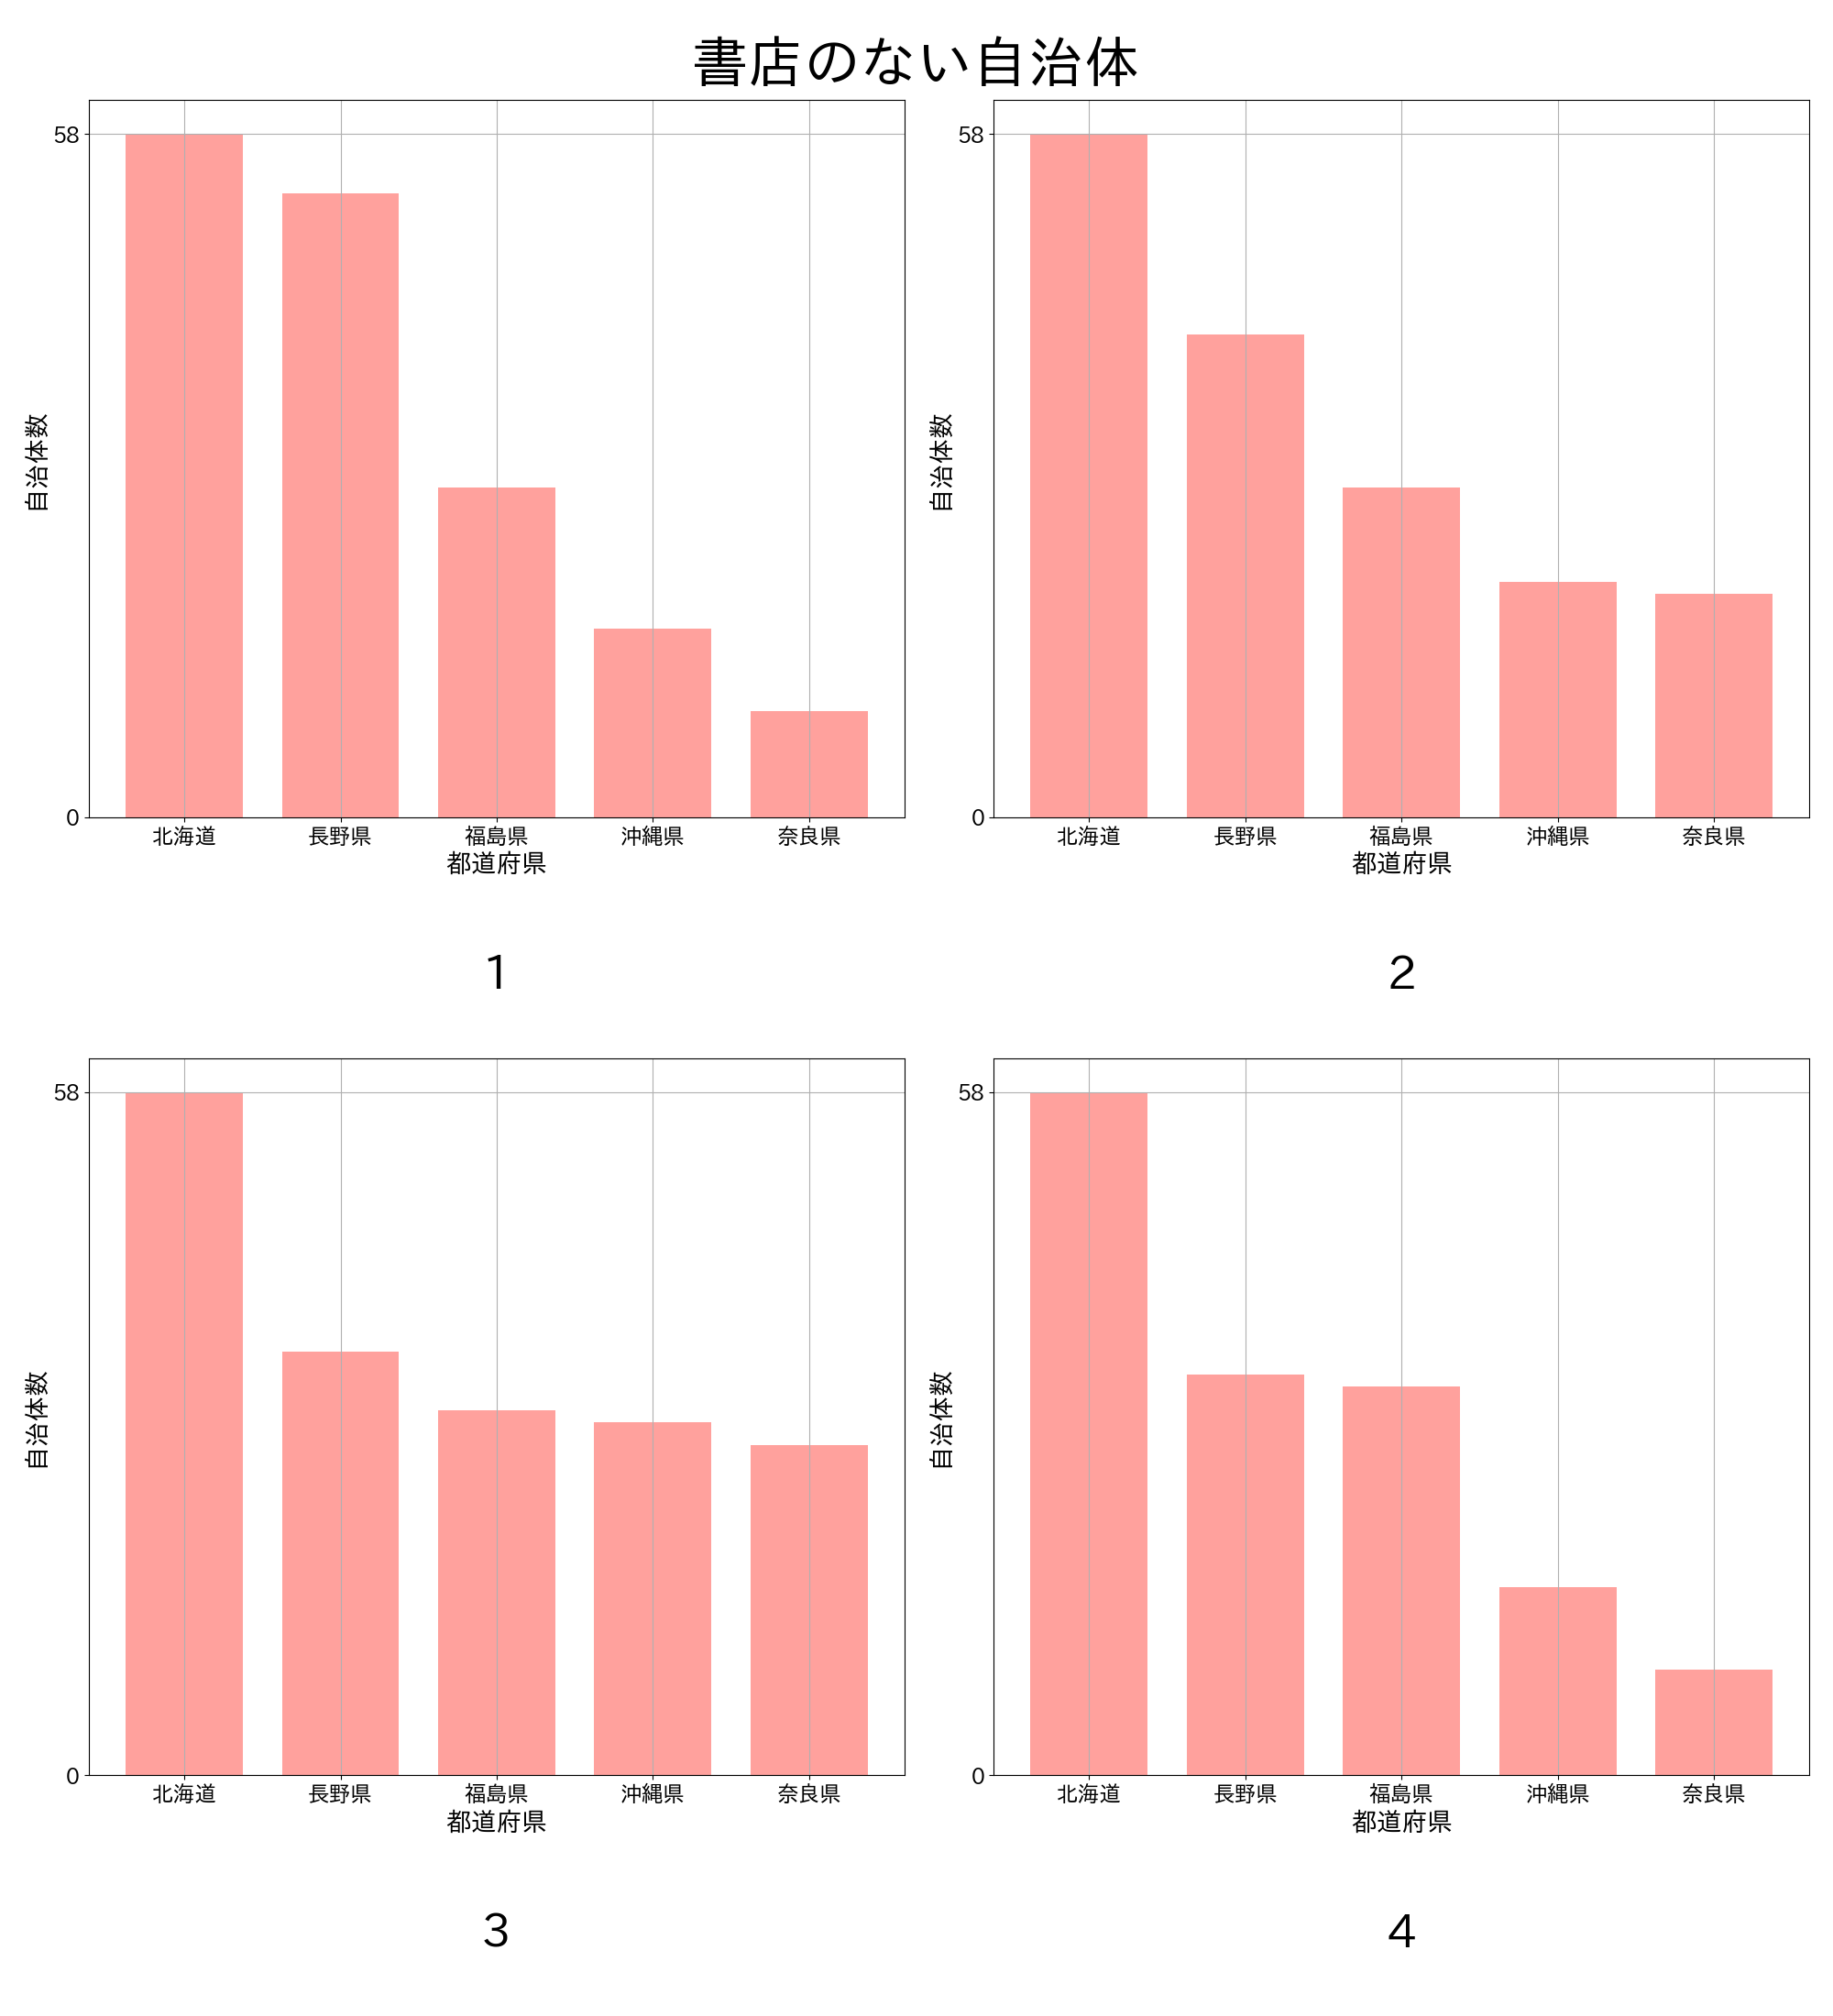 書店のない自治体
58
0
自治体数
北海道 長野県 福島県 沖縄県 奈良県
都道府県
1
58
0
自治体数
北海道 長野県 福島県 沖縄県 奈良県
都道府県
2
58
0
自治体数
北海道 長野県 福島県 沖縄県 奈良県
都道府県
3
58
0
自治体数
北海道 長野県 福島県 沖縄県 奈良県
都道府県
4